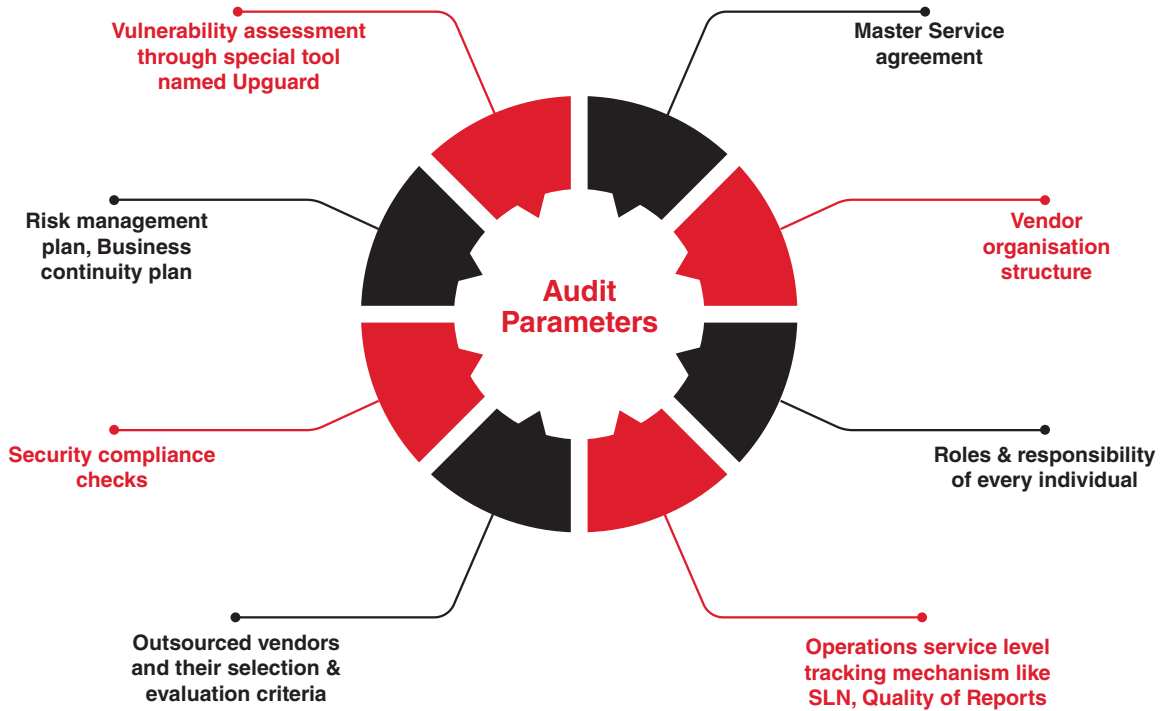 Vulnerability assessment
through special tool
named Upguard
Master Service
agreement
Risk management
plan, Business
continuity plan
Vendor
organisation
structure
Audit
Parameters
Security compliance
checks
Roles & responsibility
of every individual
Outsourced vendors
and their selection &
evaluation criteria
Operations service level
tracking mechanism like
SLN, Quality of Reports